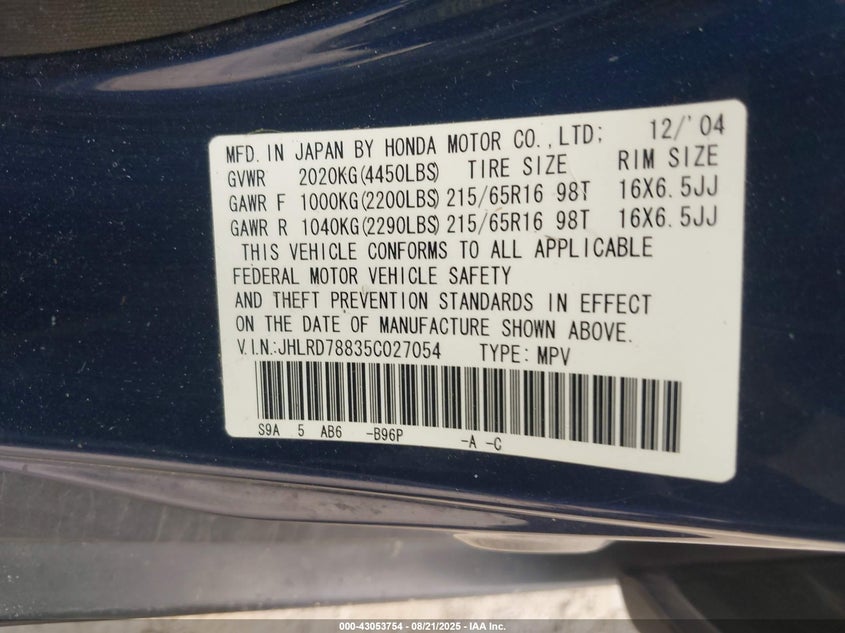 MFD. IN JAPAN BY HONDA MOTOR CO.,LTD; 12/'04
GVWR 2020KG(4450LBS) TIRE SIZE RIM SIZE
GAWR F 1000KG(2200LBS) 215/65R16 98T 16X6.5JJ
GAWR R 1040KG(2290LBS) 215/65R16 98T 16X6.5JJ
THIS VEHICLE CONFORMS TO ALL APPLICABLE
FEDERAL MOTOR VEHICLE SAFETY
AND THEFT PREVENTION STANDARDS IN EFFECT
ON THE DATE OF MANUFACTURE SHOWN ABOVE.
V.I.N.:JHLRD78835C027054 TYPE: MPV
S9A 5 AB6 -B96P -A -C
000-43053754 - 08/21/2025 - IAA Inc.